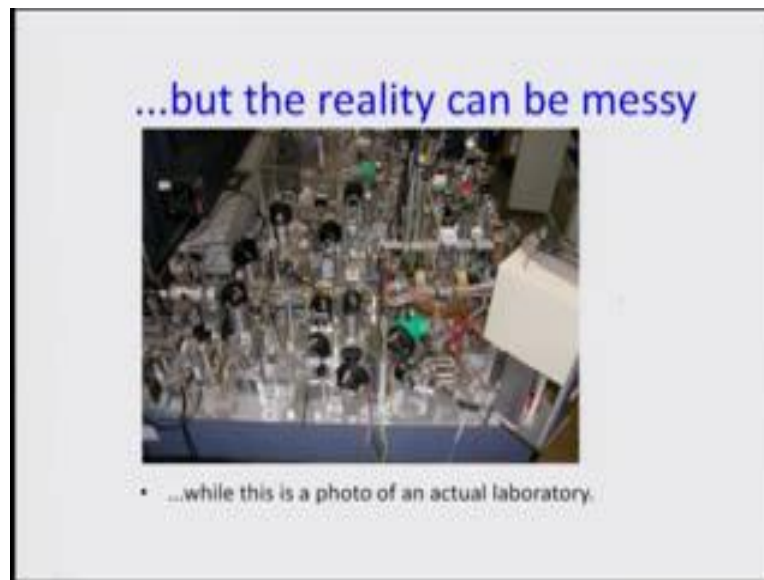 ...but the reality can be messy
• ...while this is a photo of an actual laboratory.